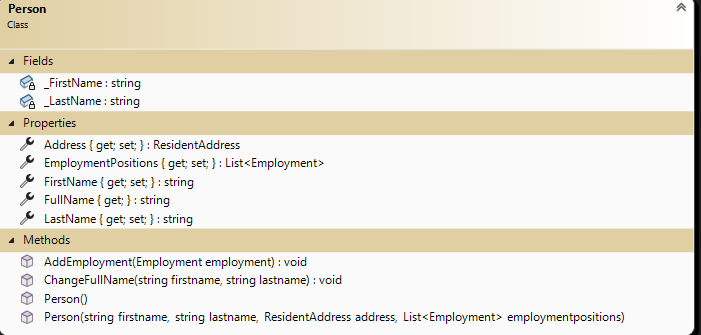 Person
Class
Fields
_FirstName : string
_LastName : string
Properties
Address { get; set; } : ResidentAddress
EmploymentPositions { get; set; } : List<Employment>
FirstName { get; set; } : string
FullName { get; } : string
LastName { get; set; } : string
Methods
AddEmployment(Employment employment) : void
ChangeFullName(string firstname, string lastname) : void
Person()
Person(string firstname, string lastname, ResidentAddress address, List<Employment> employmentpositions)